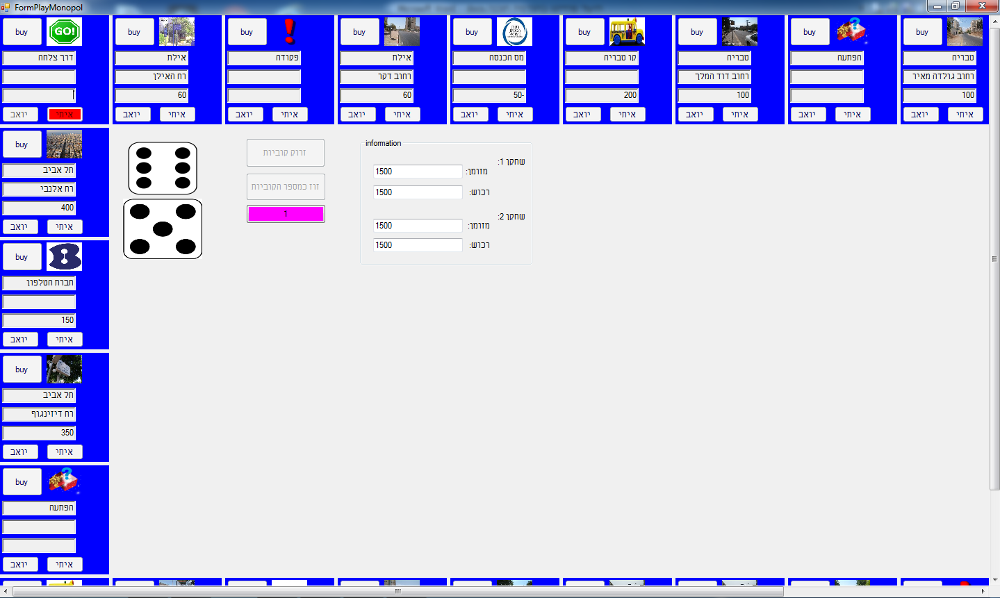 FormPlayMonopol
buy
GO!
דרך צלחה
יואב
איתי
buy
אילת
רח האילן
60
יואב
איתי
buy
פקודה
יואב
איתי
buy
אילת
רחוב דקר
60
יואב
איתי
buy
מס הכנסה
50-
יואב
איתי
buy
קו טבריה
200
יואב
איתי
buy
טבריה
רחוב דוד המלך
100
יואב
איתי
buy
הפתעה
יואב
איתי
buy
טבריה
רחוב גולדה מאיר
100
יואב
איתי
buy
תל אביב
רח אלנבי
400
יואב
איתי
זרוק קוביות
זוז כמספר הקוביות
1
information
שחקן 1:
מזומן:
1500
רכוש:
1500
שחקן 2:
מזומן:
1500
רכוש:
1500
buy
חברת הטלפון
150
יואב
איתי
buy
תל אביב
רח דיזינגוף
350
יואב
איתי
buy
הפתעה
יואב
איתי